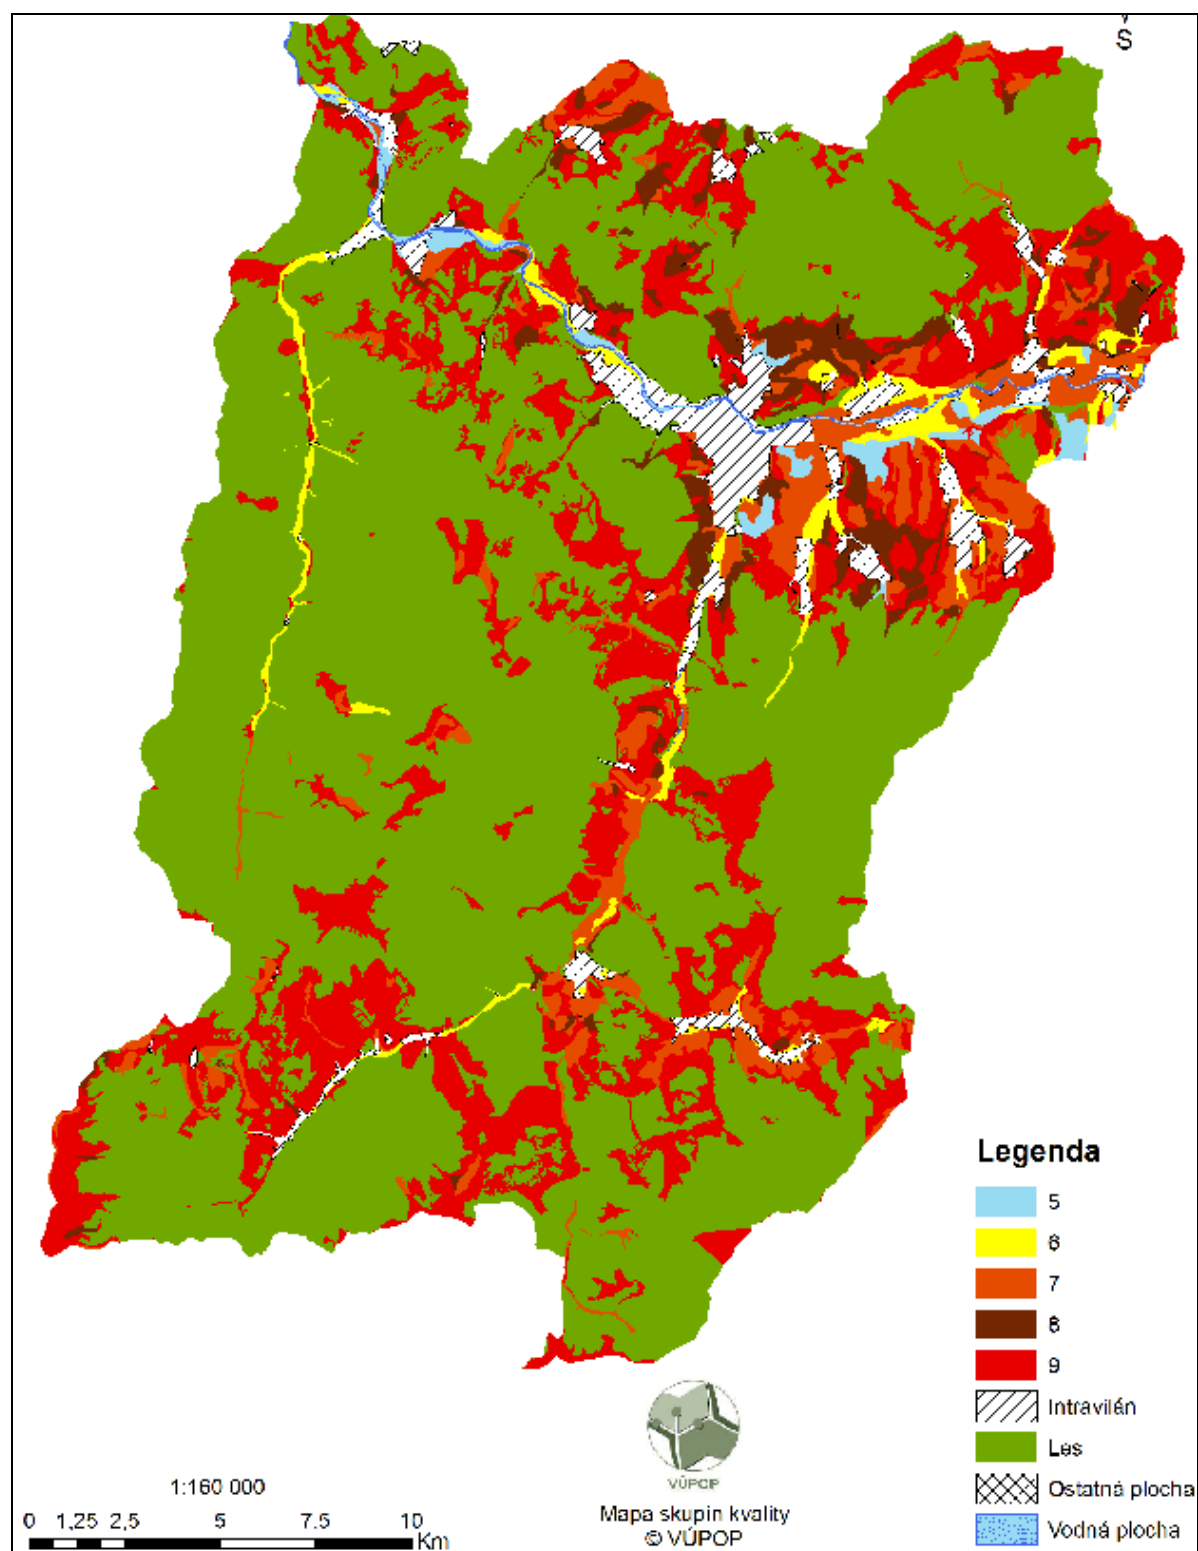 S
Legenda
5
6
7
8
9
Intravilán
Les
Ostatná plocha
Vodná plocha
VÚPOP
Mapa skupín kvality
© VÚPOP
1:160 000
0 1,25 2,5 5 7.5 10
Km